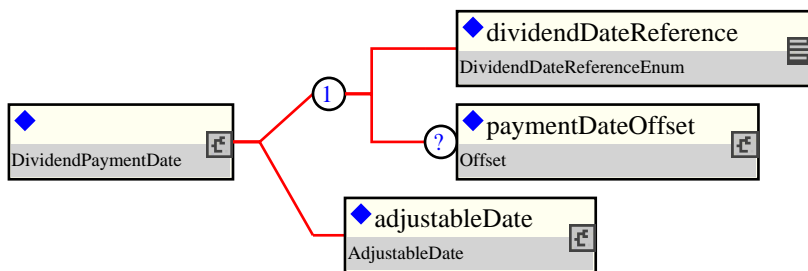 dividendDateReference
DividendDateReferenceEnum
1
DividendPaymentDate
?
paymentDateOffset
Offset
adjustableDate
AdjustableDate